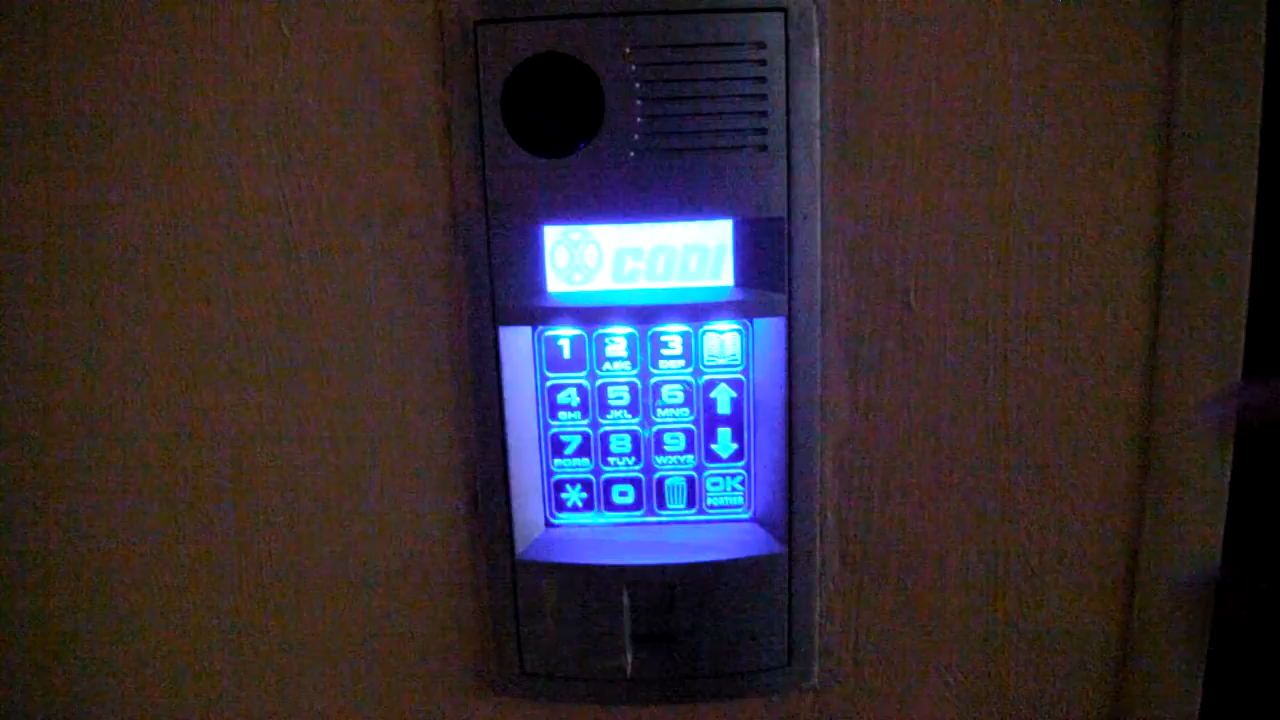 CODI
1 2 3
ABC DEF
4 5 6
GHI JKL MNO
7 8 9
PQRS TUV WXYZ
* 0 OK
PORTIER